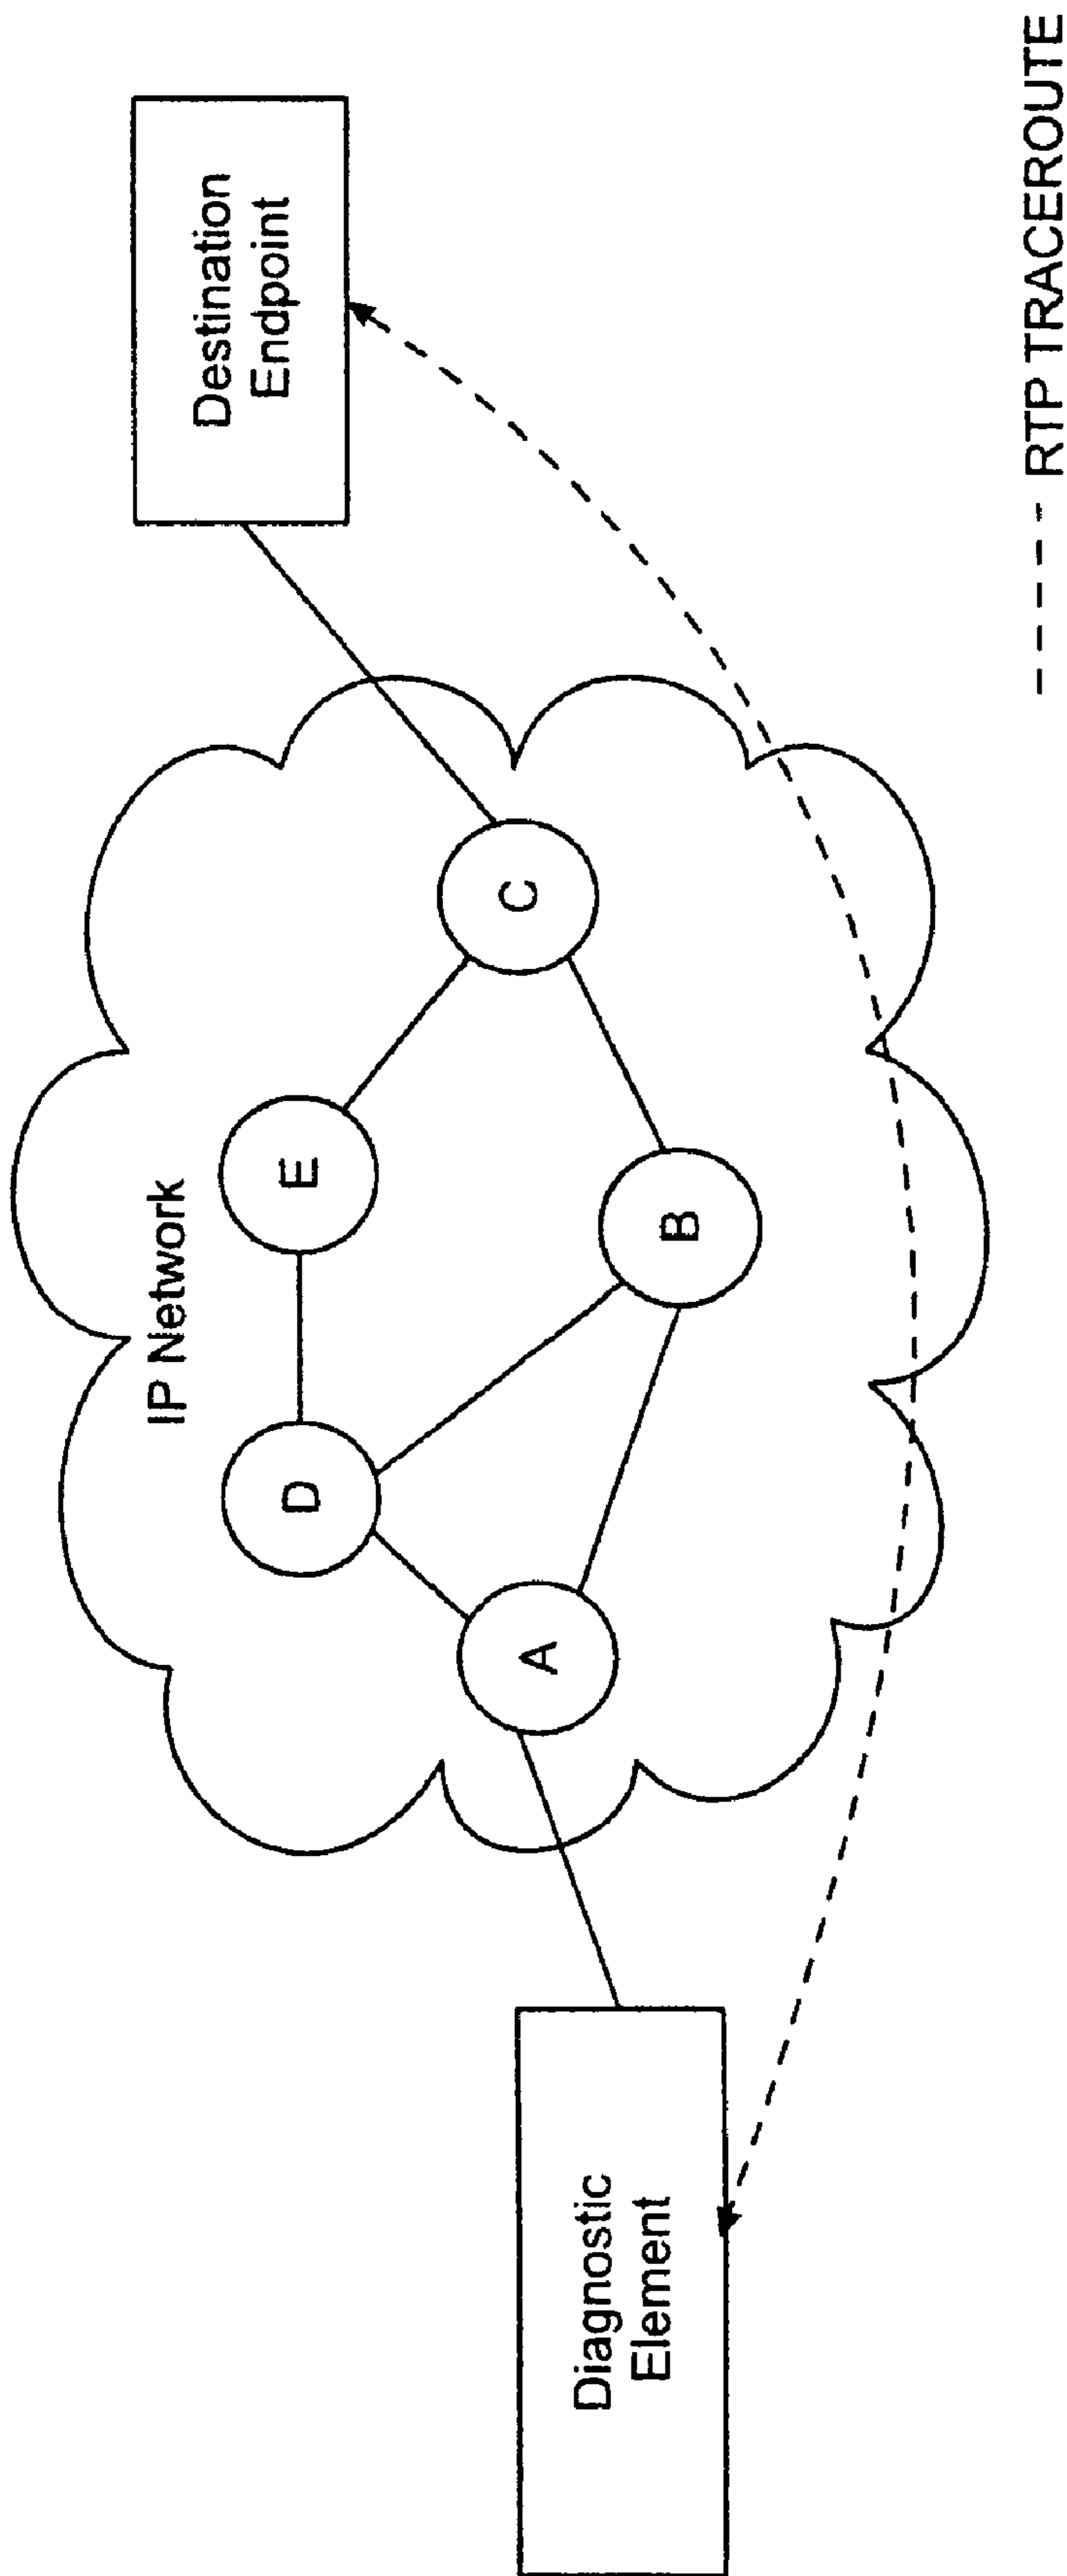 IP Network
Destination
Endpoint
D
E
A
B
C
Diagnostic
Element
RTP TRACEROUTE